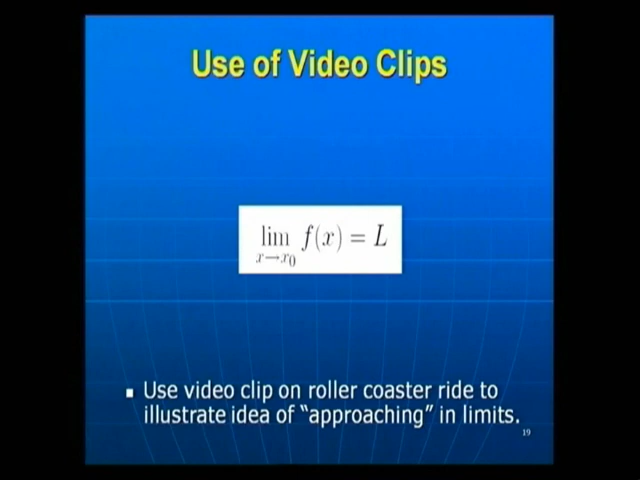 Use of Video Clips
lim f(x) = L
x→x₀
▪ Use video clip on roller coaster ride to
illustrate idea of “approaching” in limits.
19